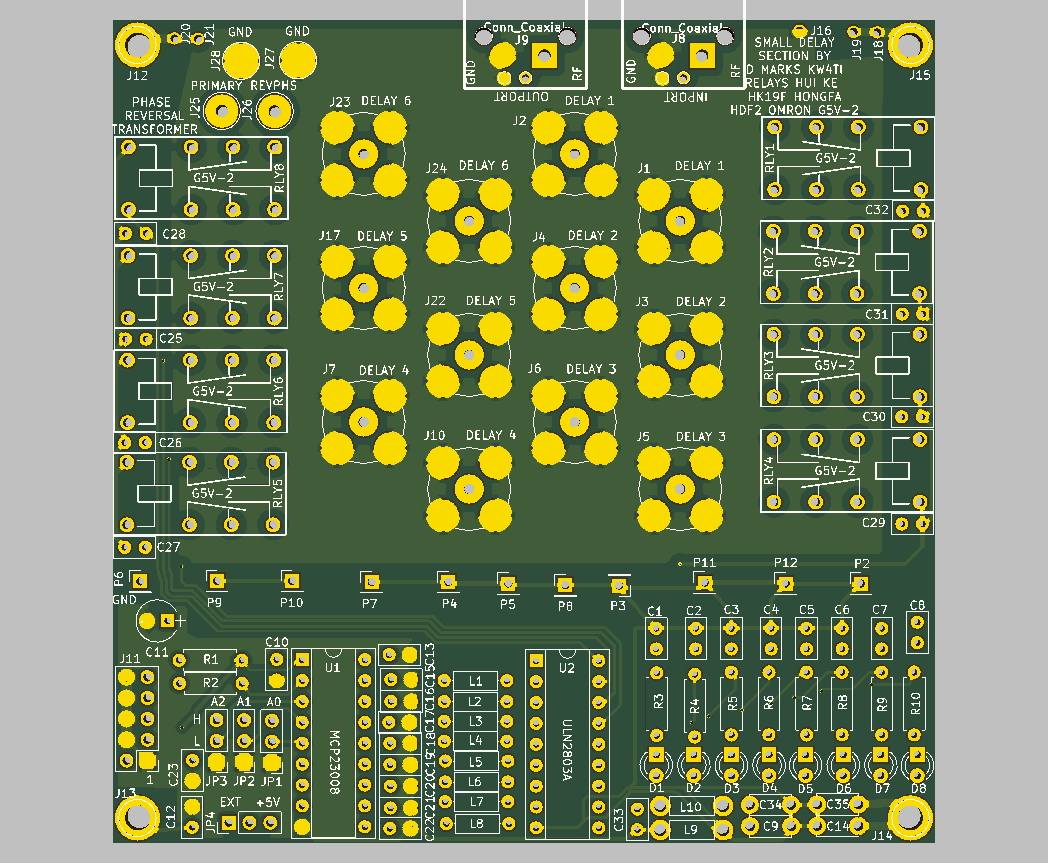 J20
J21
GND
GND
J28
J27
J12
PRIMARY
REVPHS
J25
J26
PHASE
REVERSAL
TRANSFORMER
Conn_Coaxial
J9
GND
RF
OUTPORT
Conn_Coaxial
J8
GND
RF
INPORT
J16
J19
J18
J15
SMALL DELAY
SECTION BY
D MARKS KW4TI
RELAYS HUI KE
HK19F HONGFA
HDF2 OMRON G5V-2
J23
DELAY 6
J2
DELAY 1
J24
DELAY 6
J1
DELAY 1
J17
DELAY 5
J4
DELAY 2
J22
DELAY 5
J3
DELAY 2
J7
DELAY 4
J6
DELAY 3
J10
DELAY 4
J5
DELAY 3
G5V-2
RLY8
C28
G5V-2
RLY7
C25
G5V-2
RLY6
C26
G5V-2
RLY5
C27
RLY1
G5V-2
C32
RLY2
G5V-2
C31
RLY3
G5V-2
C30
RLY4
G5V-2
C29
P6
P9
P10
P7
P4
P5
P8
P3
P11
P12
P2
GND
C11
+
J11
1
R1
R2
C10
A2
A1
A0
H
L
JP3
JP2
JP1
C23
C12
J13
JP4
EXT
+5V
U1
MCP23008
C13
C15
C16
C17
C18
C19
C20
C21
C22
L1
L2
L3
L4
L5
L6
L7
L8
U2
ULN2803A
C1
C2
C3
C4
C5
C6
C7
C8
R3
R4
R5
R6
R7
R8
R9
R10
D1
D2
D3
D4
D5
D6
D7
D8
C33
L10
L9
C34
C9
C35
C14
J14